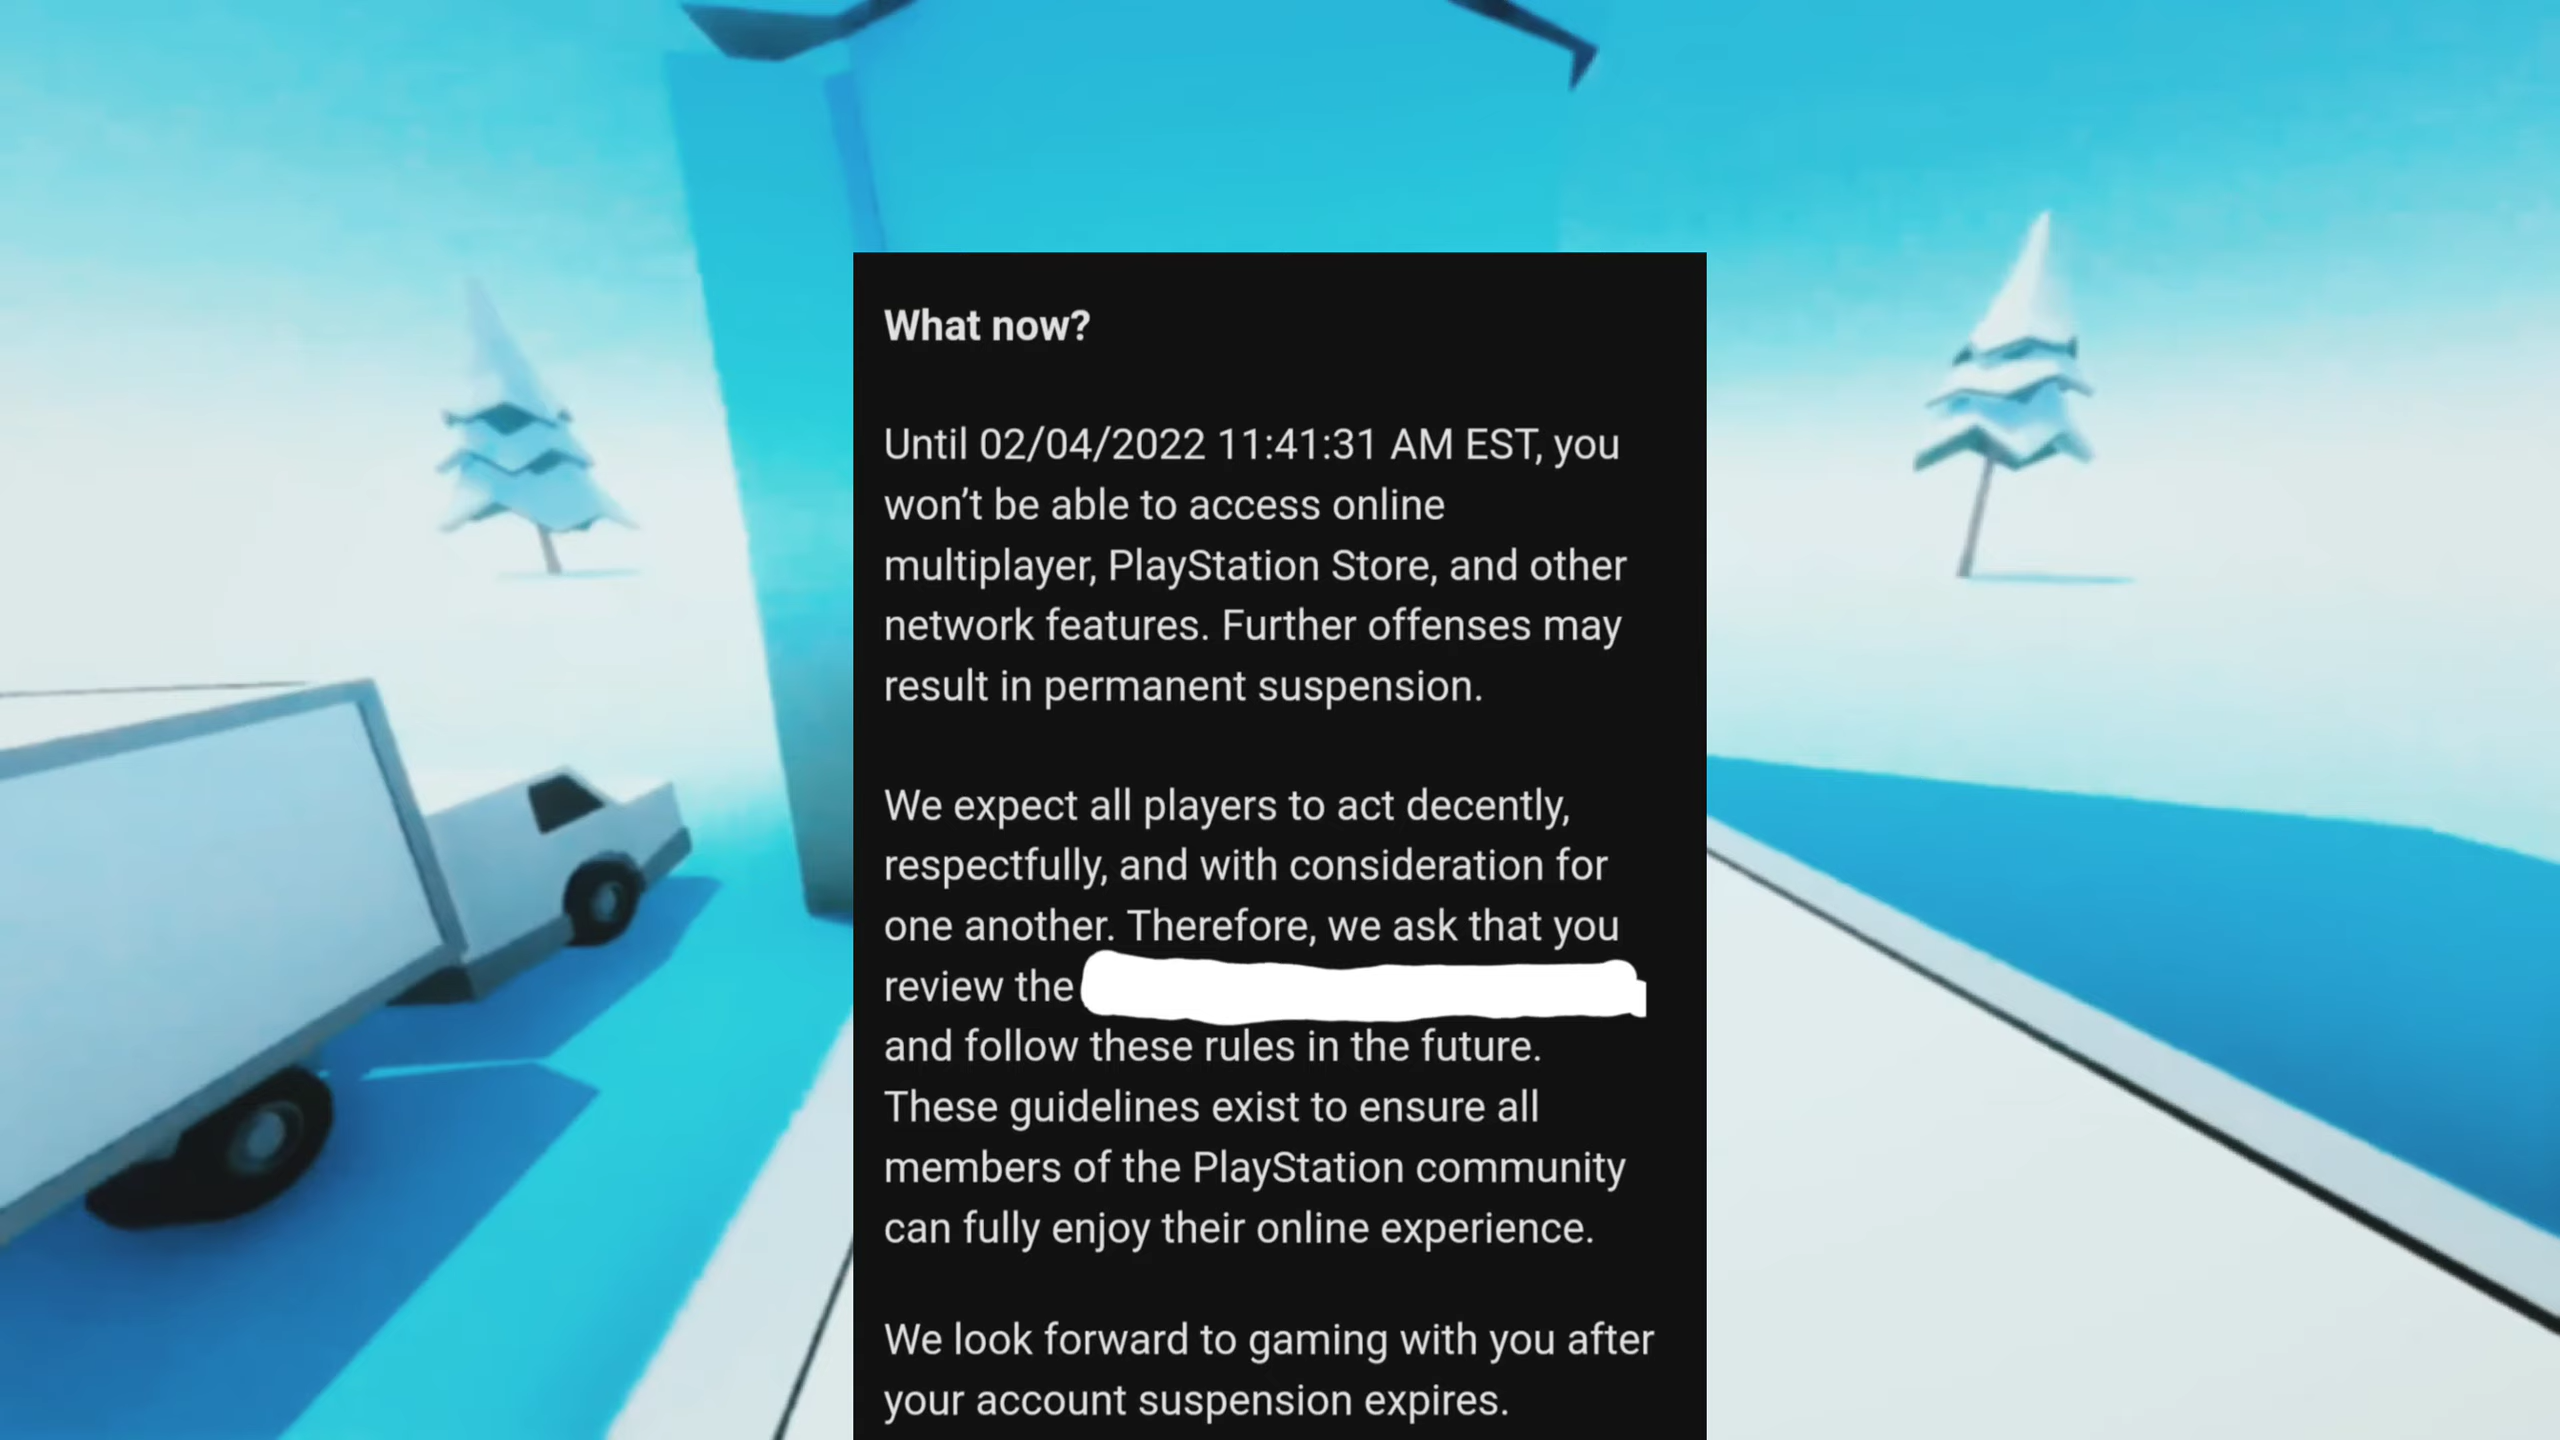 What now?
Until 02/04/2022 11:41:31 AM EST, you
won’t be able to access online
multiplayer, PlayStation Store, and other
network features. Further offenses may
result in permanent suspension.
We expect all players to act decently,
respectfully, and with consideration for
one another. Therefore, we ask that you
review the
and follow these rules in the future.
These guidelines exist to ensure all
members of the PlayStation community
can fully enjoy their online experience.
We look forward to gaming with you after
your account suspension expires.